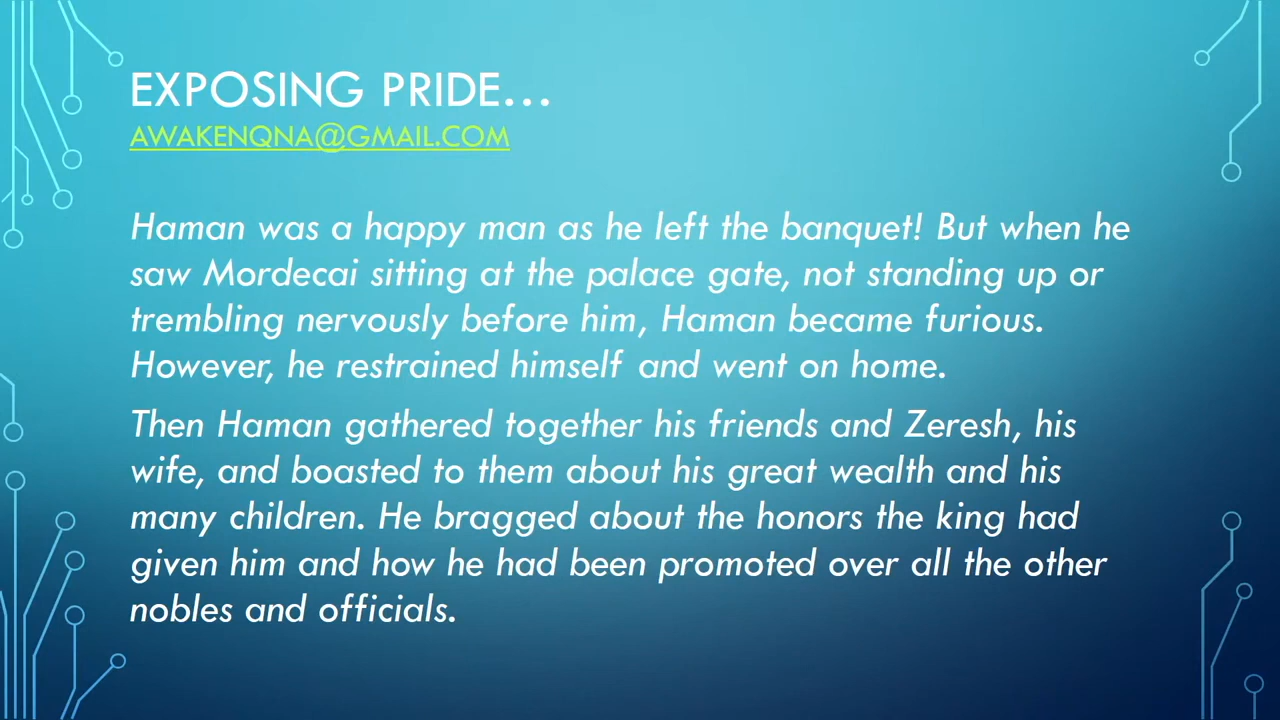 EXPOSING PRIDE...
AWAKENQNA@GMAIL.COM
Haman was a happy man as he left the banquet! But when he
saw Mordecai sitting at the palace gate, not standing up or
trembling nervously before him, Haman became furious.
However, he restrained himself and went on home.
Then Haman gathered together his friends and Zeresh, his
wife, and boasted to them about his great wealth and his
many children. He bragged about the honors the king had
given him and how he had been promoted over all the other
nobles and officials.